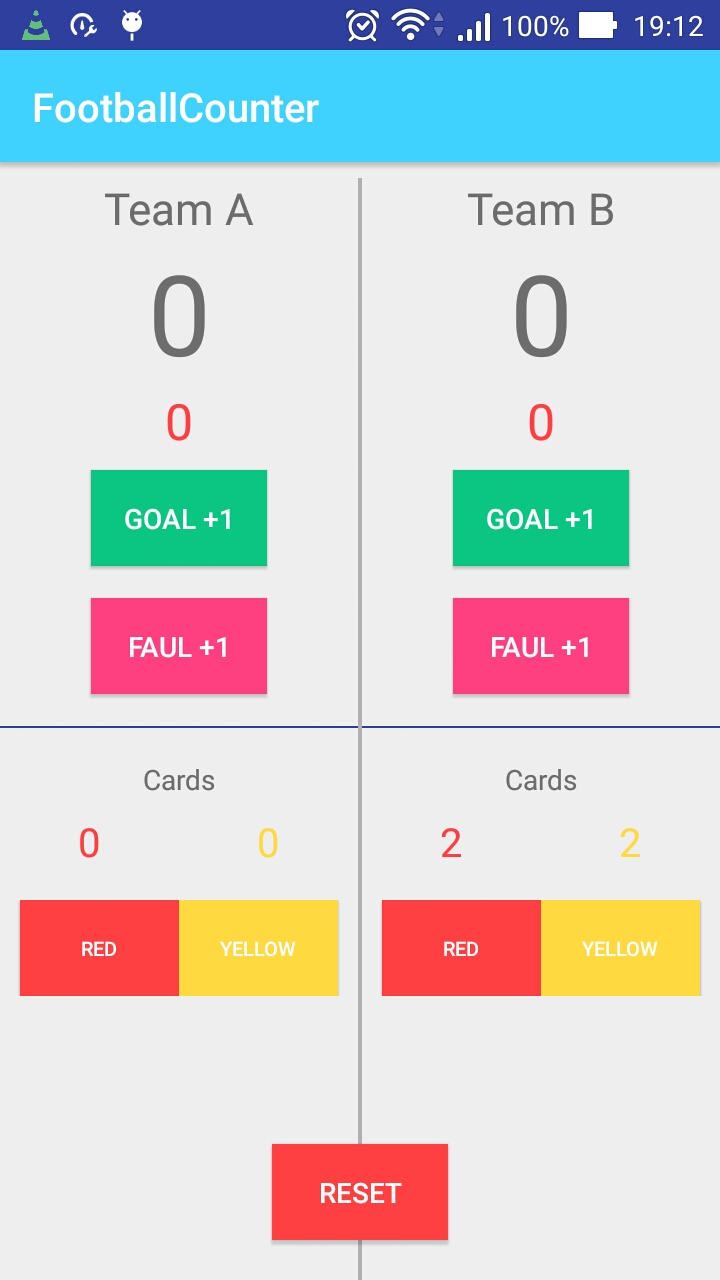 100% 19:12
FootballCounter
Team A Team B
0 0
0 0
GOAL +1 GOAL +1
FAUL +1 FAUL +1
Cards Cards
0 0 2 2
RED YELLOW RED YELLOW
RESET